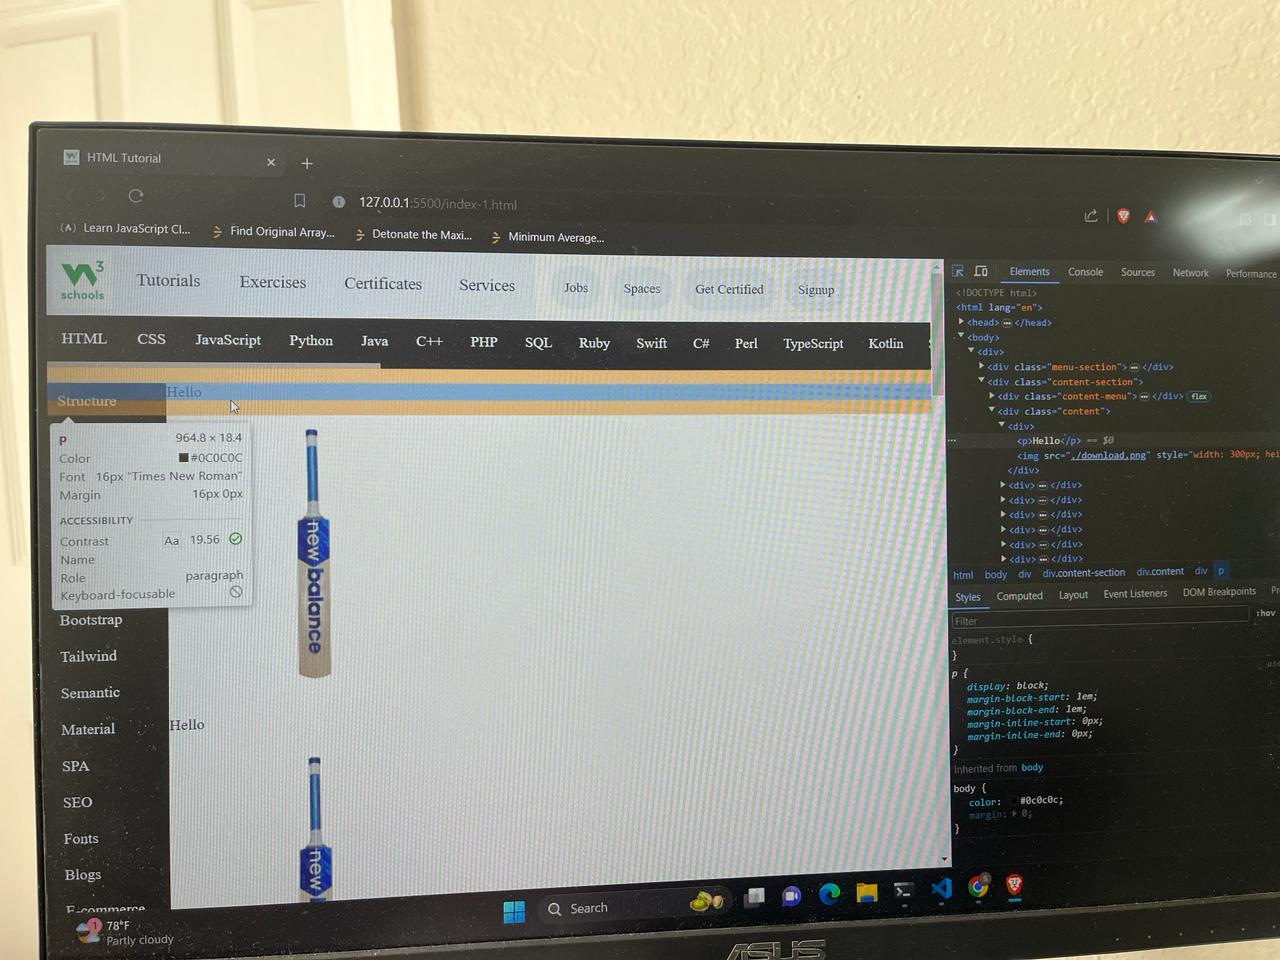 HTML Tutorial
127.0.0.1:5500/index-1.html
Learn JavaScript Cl...
Find Original Array...
Detonate the Maxi...
Minimum Average...
W3
schools
Tutorials
Exercises
Certificates
Services
Jobs
Spaces
Get Certified
Signup
HTML
CSS
JavaScript
Python
Java
C++
PHP
SQL
Ruby
Swift
C#
Perl
TypeScript
Kotlin
Structure
Hello
p
964.8 × 18.4
Color
#0C0C0C
Font
16px "Times New Roman"
Margin
16px 0px
ACCESSIBILITY
Contrast
Aa
19.56
Name
Role
paragraph
Keyboard-focusable
new balance
Bootstrap
Tailwind
Semantic
Material
SPA
SEO
Fonts
Blogs
E-commerce
Hello
new
Elements
Console
Sources
Network
Performance
<!DOCTYPE html>
<html lang="en">
<head> ••• </head>
<body>
<div>
<div class="menu-section"> ••• </div>
<div class="content-section">
<div class="content-menu"> ••• </div> flex
<div class="content">
<div>
••• <p>Hello</p> == $0
<img src="./download.png" style="width: 300px; hei
</div>
<div> ••• </div>
<div> ••• </div>
<div> ••• </div>
<div> ••• </div>
<div> ••• </div>
<div> ••• </div>
html body div div.content-section div.content div p
Styles
Computed
Layout
Event Listeners
DOM Breakpoints
Filter
:hov
element.style {
}
p {
display: block;
margin-block-start: 1em;
margin-block-end: 1em;
margin-inline-start: 0px;
margin-inline-end: 0px;
}
Inherited from body
body {
color: #0c0c0c;
margin: 0;
}
1
78°F
Partly cloudy
Search
ASUS